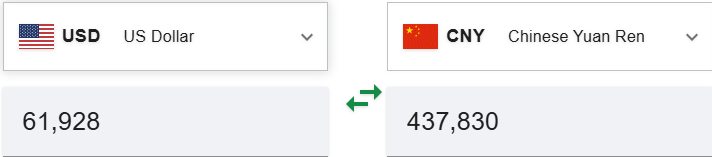 USD US Dollar CNY Chinese Yuan Ren
61,928 437,830